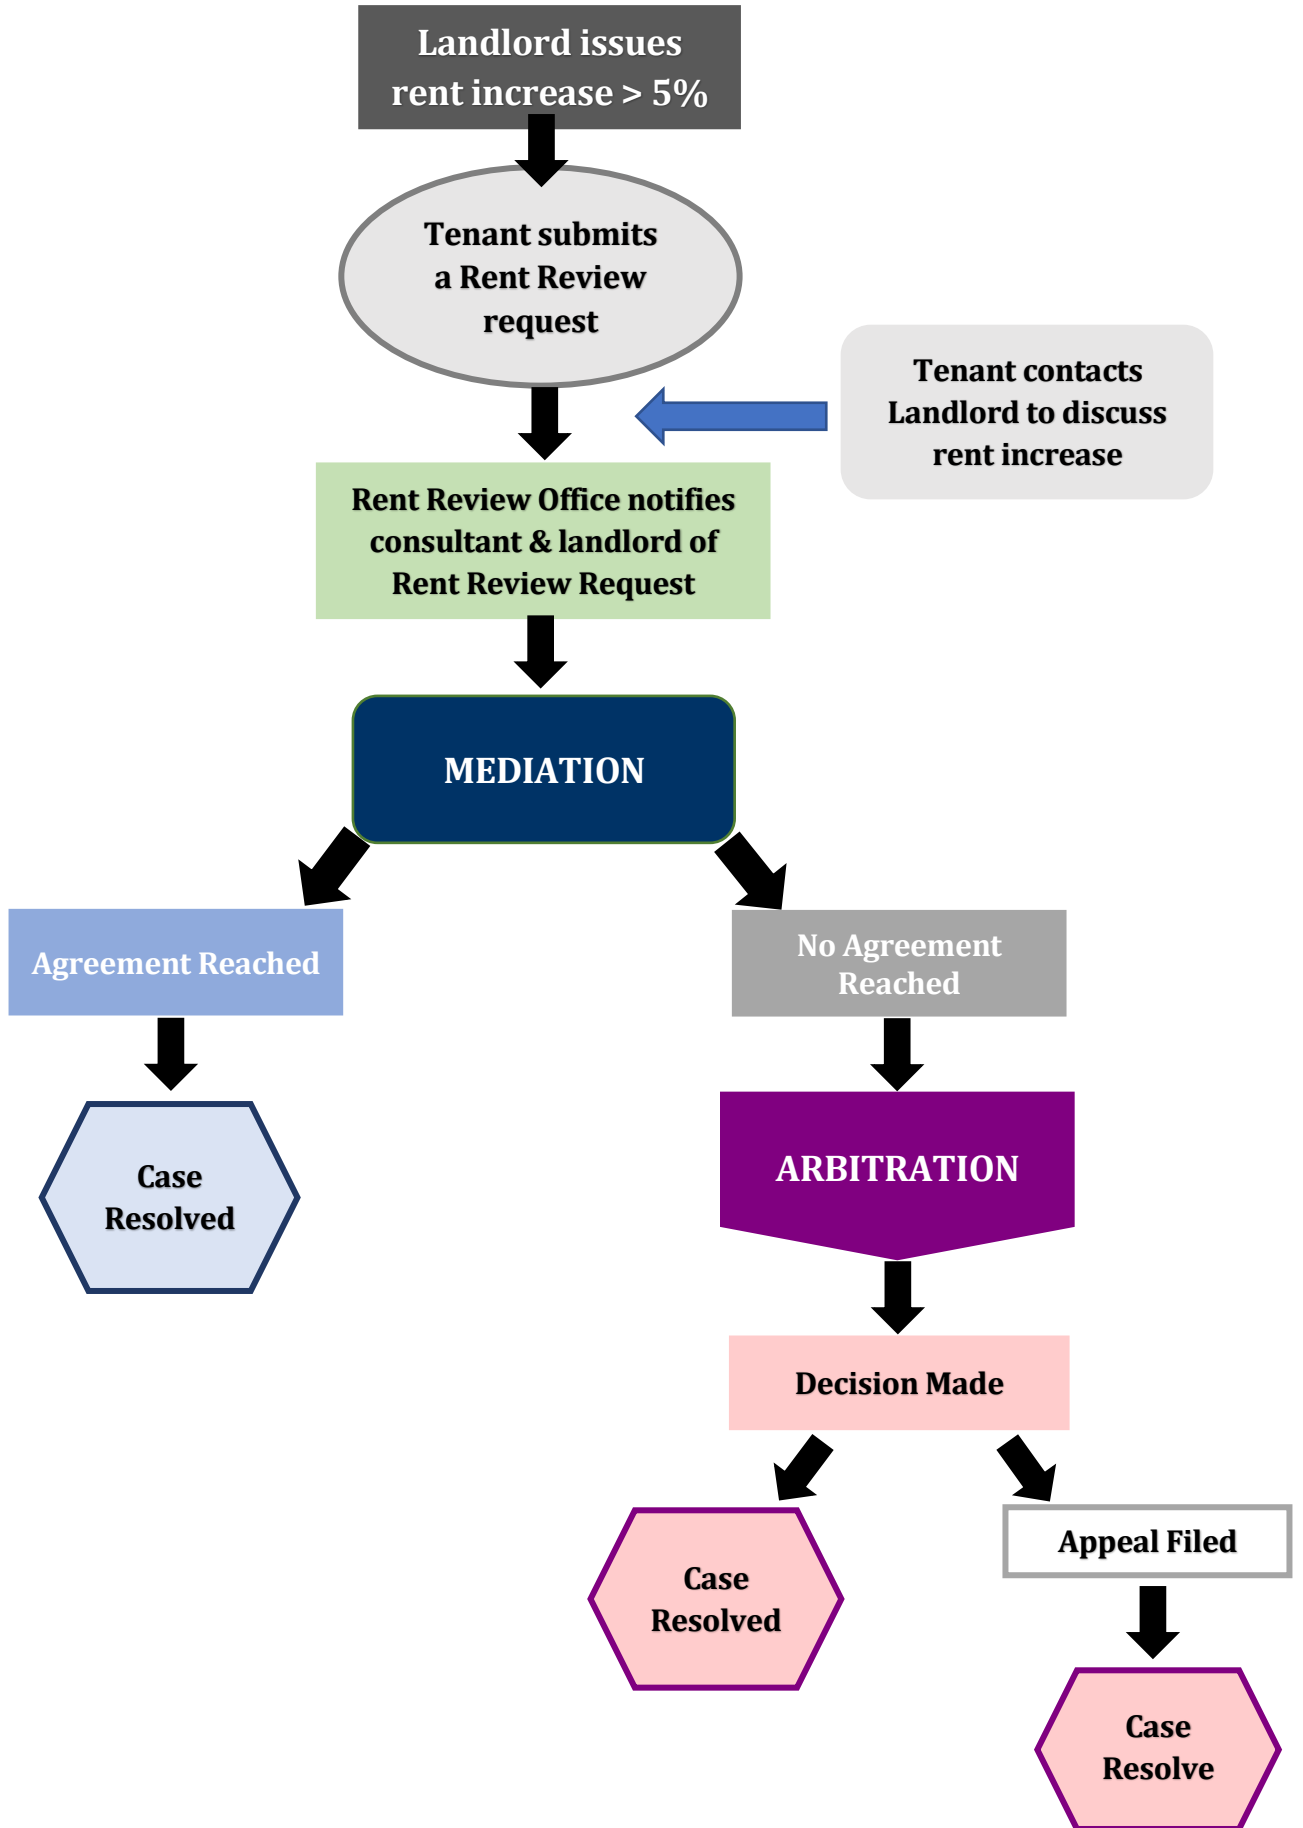 Landlord issues
rent increase > 5%
Tenant submits
a Rent Review
request
Tenant contacts
Landlord to discuss
rent increase
Rent Review Office notifies
consultant & landlord of
Rent Review Request
MEDIATION
Agreement Reached
No Agreement
Reached
Case
Resolved
ARBITRATION
Decision Made
Case
Resolved
Appeal Filed
Case
Resolve